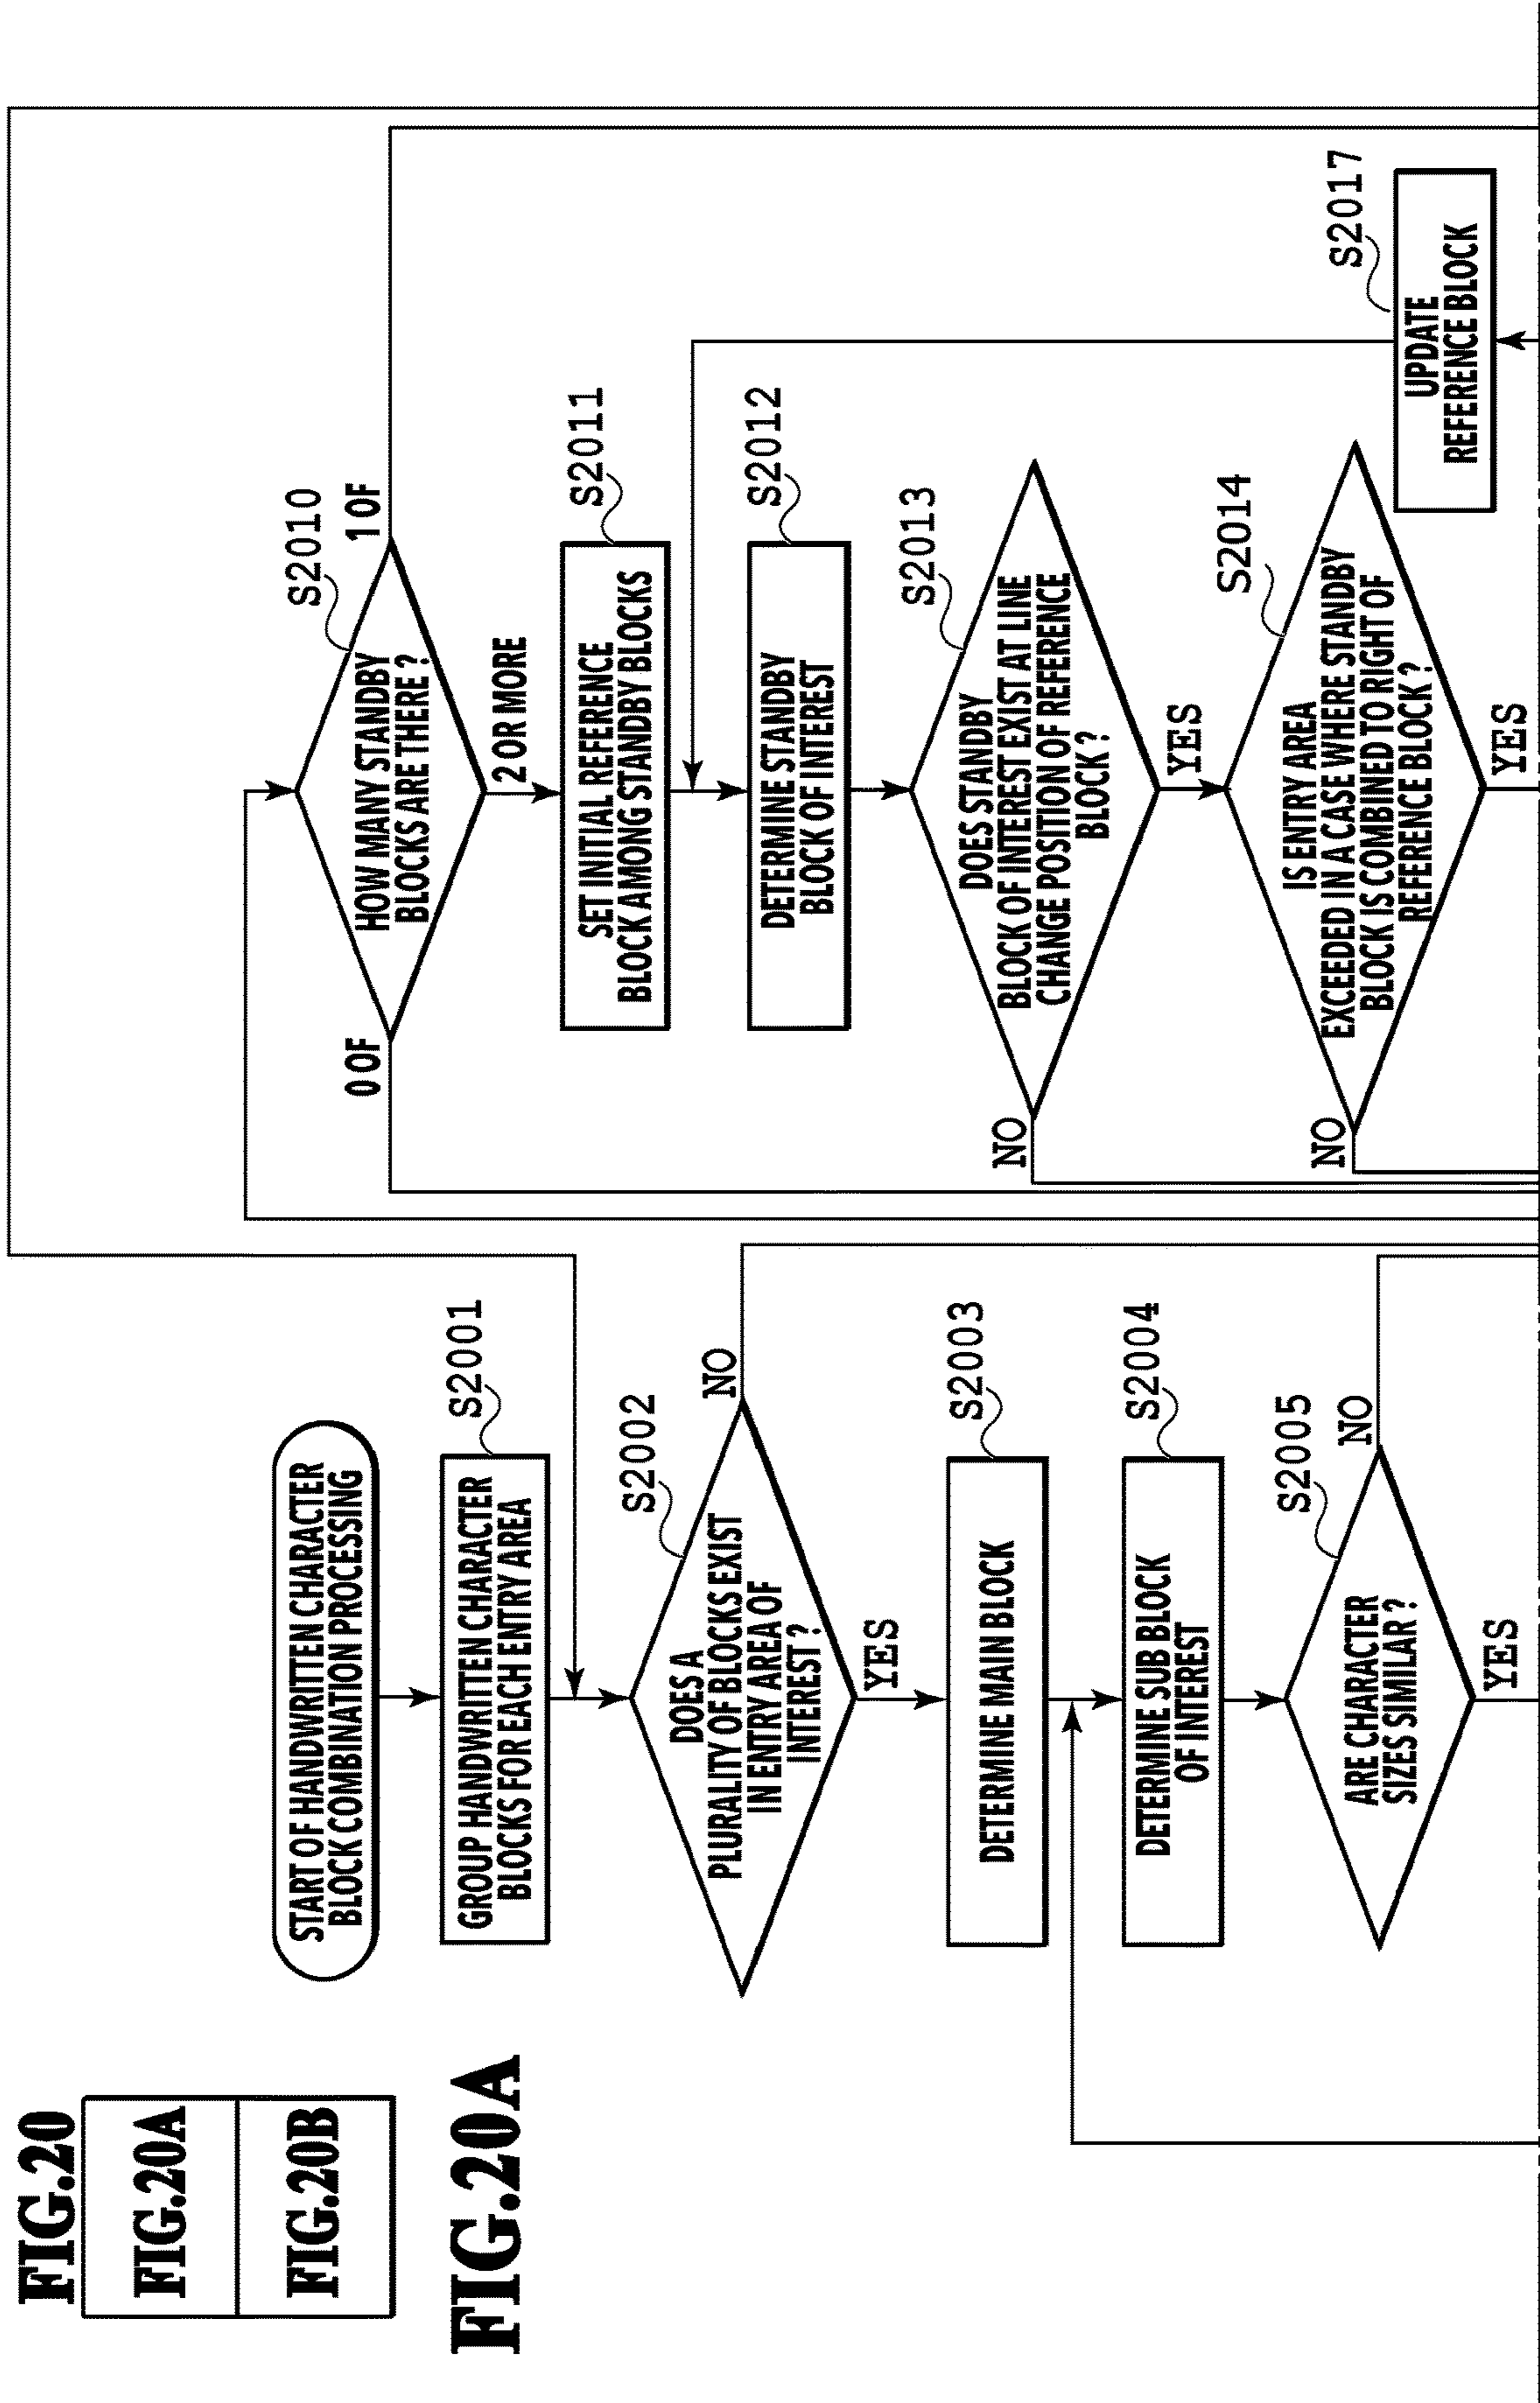 FIG.20
FIG.20A
FIG.20B
FIG.20A
START OF HANDWRITTEN CHARACTER
BLOCK COMBINATION PROCESSING
GROUP HANDWRITTEN CHARACTER
BLOCKS FOR EACH ENTRY AREA
S2001
DOES A
PLURALITY OF BLOCKS EXIST
IN ENTRY AREA OF
INTEREST?
S2002
NO
YES
DETERMINE MAIN BLOCK
S2003
DETERMINE SUB BLOCK
OF INTEREST
S2004
ARE CHARACTER
SIZES SIMILAR?
S2005
NO
YES
HOW MANY STANDBY
BLOCKS ARE THERE?
S2010
0 OF
1 OF
2 OR MORE
SET INITIAL REFERENCE
BLOCK AMONG STANDBY BLOCKS
S2011
DETERMINE STANDBY
BLOCK OF INTEREST
S2012
DOES STANDBY
BLOCK OF INTEREST EXIST AT LINE
CHANGE POSITION OF REFERENCE
BLOCK?
S2013
NO
YES
IS ENTRY AREA
EXCEEDED IN A CASE WHERE STANDBY
BLOCK IS COMBINED TO RIGHT OF
REFERENCE BLOCK?
S2014
NO
YES
UPDATE
REFERENCE BLOCK
S2017